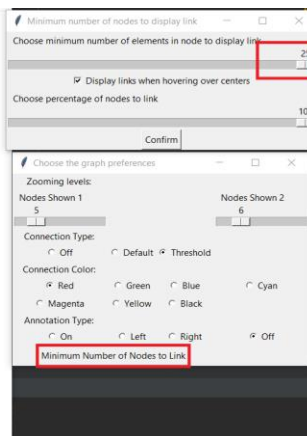 Minimum number of nodes to display link
Choose minimum number of elements in node to display link
Display links when hovering over centers
Choose percentage of nodes to link
10
Confirm
Choose the graph preferences
Zooming levels:
Nodes Shown 1 Nodes Shown 2
5 6
Connection Type:
Off Default Threshold
Connection Color:
Red Green Blue Cyan
Magenta Yellow Black
Annotation Type:
On Left Right Off
Minimum Number of Nodes to Link